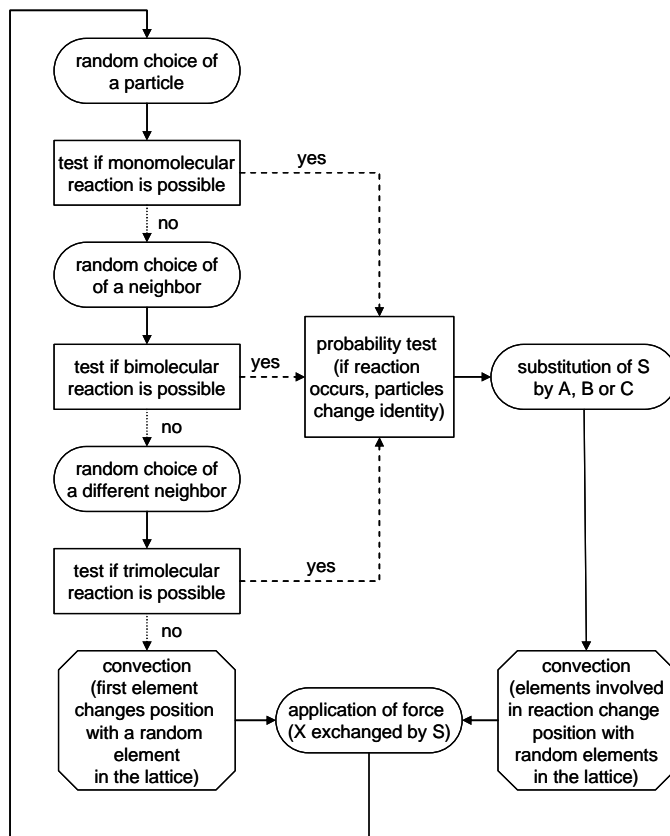 random choice of
a particle
test if monomolecular
reaction is possible
yes
no
random choice of
of a neighbor
test if bimolecular
reaction is possible
yes
no
random choice of
a different neighbor
test if trimolecular
reaction is possible
yes
no
convection
(first element
changes position
with a random
element
in the lattice)
probability test
(if reaction
occurs, particles
change identity)
substitution of S
by A, B or C
convection
(elements involved
in reaction change
position with
random elements
in the lattice)
application of force
(X exchanged by S)